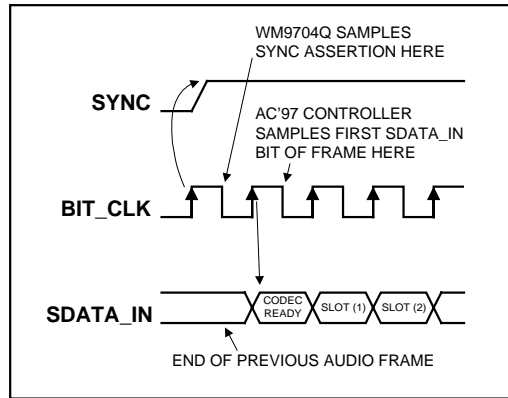 WM9704Q SAMPLES
SYNC ASSERTION HERE
SYNC
AC'97 CONTROLLER
SAMPLES FIRST SDATA_IN
BIT OF FRAME HERE
BIT_CLK
SDATA_IN
CODEC
READY
SLOT (1)
SLOT (2)
END OF PREVIOUS AUDIO FRAME